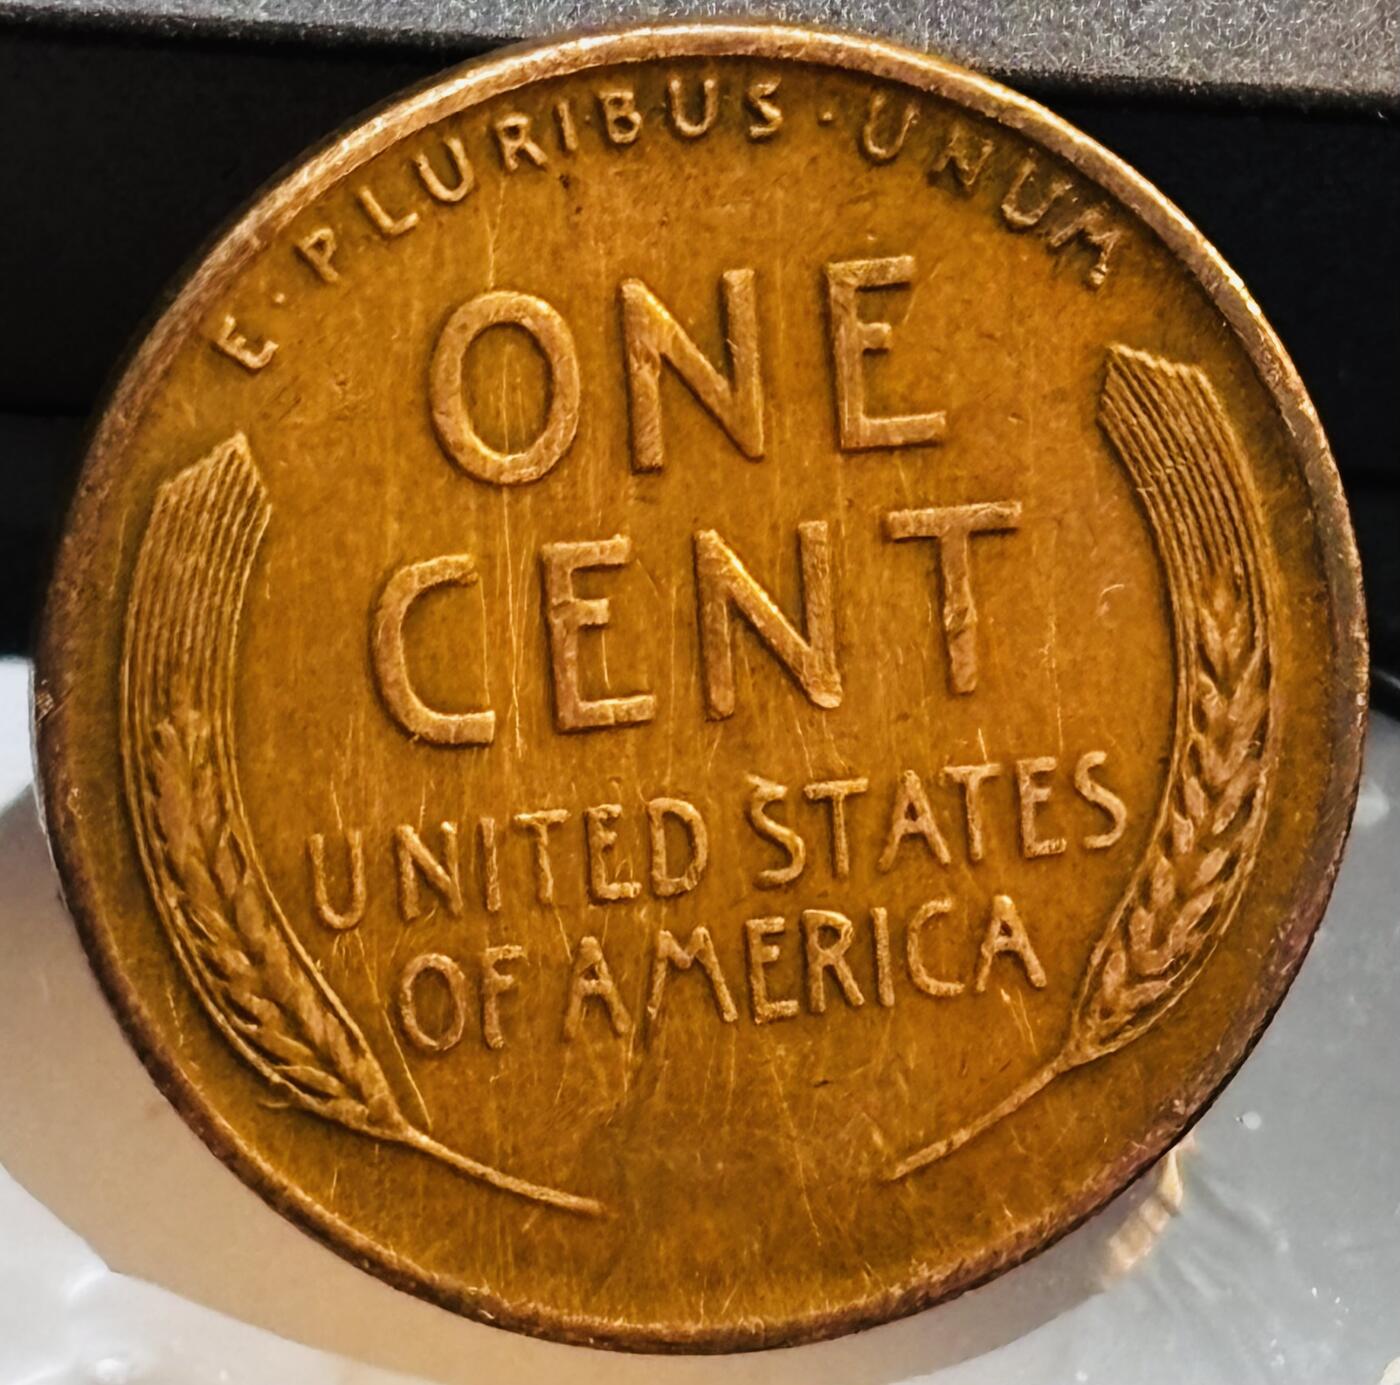 E · PLURIBUS · UNUM
ONE
CENT
UNITED STATES
OF AMERICA